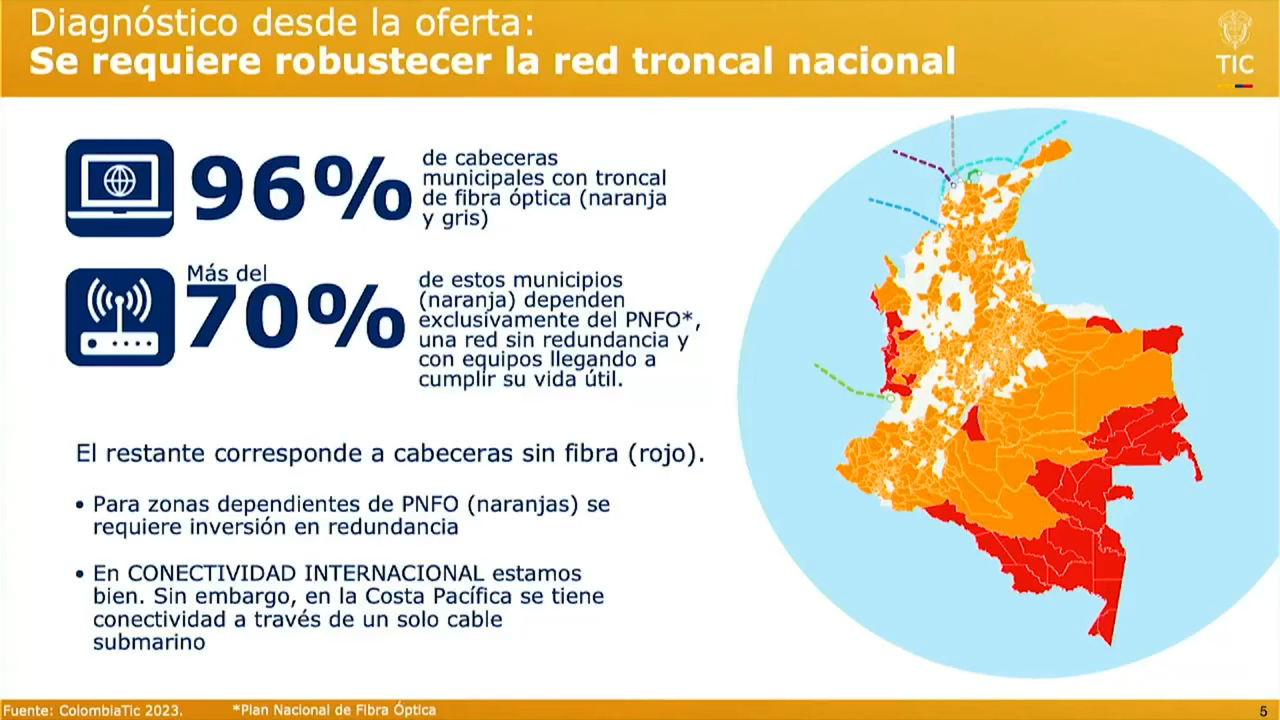 Diagnóstico desde la oferta:
Se requiere robustecer la red troncal nacional
TIC
96%
de cabeceras
municipales con troncal
de fibra óptica (naranja
y gris)
Más del
70%
de estos municipios
(naranja) dependen
exclusivamente del PNFO*,
una red sin redundancia y
con equipos llegando a
cumplir su vida útil.
El restante corresponde a cabeceras sin fibra (rojo).
• Para zonas dependientes de PNFO (naranjas) se
requiere inversión en redundancia
• En CONECTIVIDAD INTERNACIONAL estamos
bien. Sin embargo, en la Costa Pacífica se tiene
conectividad a través de un solo cable
submarino
Fuente: ColombiaTic 2023.
*Plan Nacional de Fibra Óptica
5